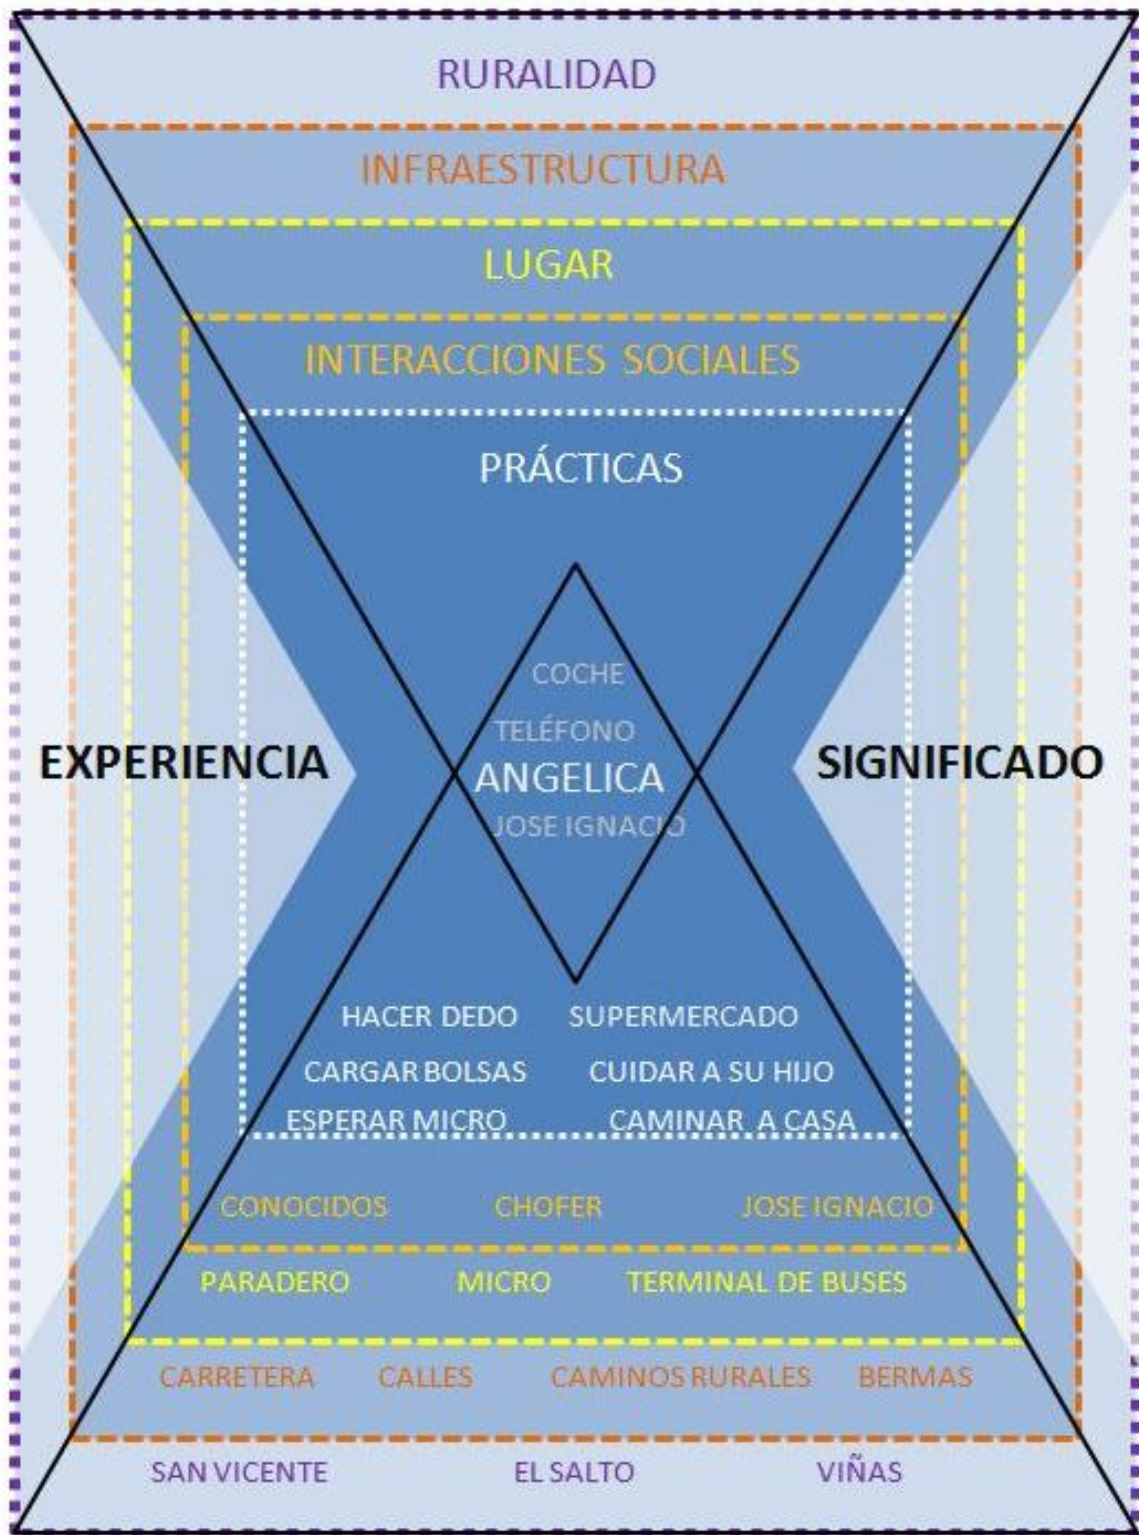 RURALIDAD
INFRAESTRUCTURA
LUGAR
INTERACCIONES SOCIALES
PRÁCTICAS
COCHE
TELÉFONO
EXPERIENCIA ANGELICA SIGNIFICADO
JOSE IGNACIO
HACER DEDO SUPERMERCADO
CARGAR BOLSAS CUIDAR A SU HIJO
ESPERAR MICRO CAMINAR A CASA
CONOCIDOS CHOFER JOSE IGNACIO
PARADERO MICRO TERMINAL DE BUSES
CARRETERA CALLES CAMINOS RURALES BERMAS
SAN VICENTE EL SALTO VIÑAS